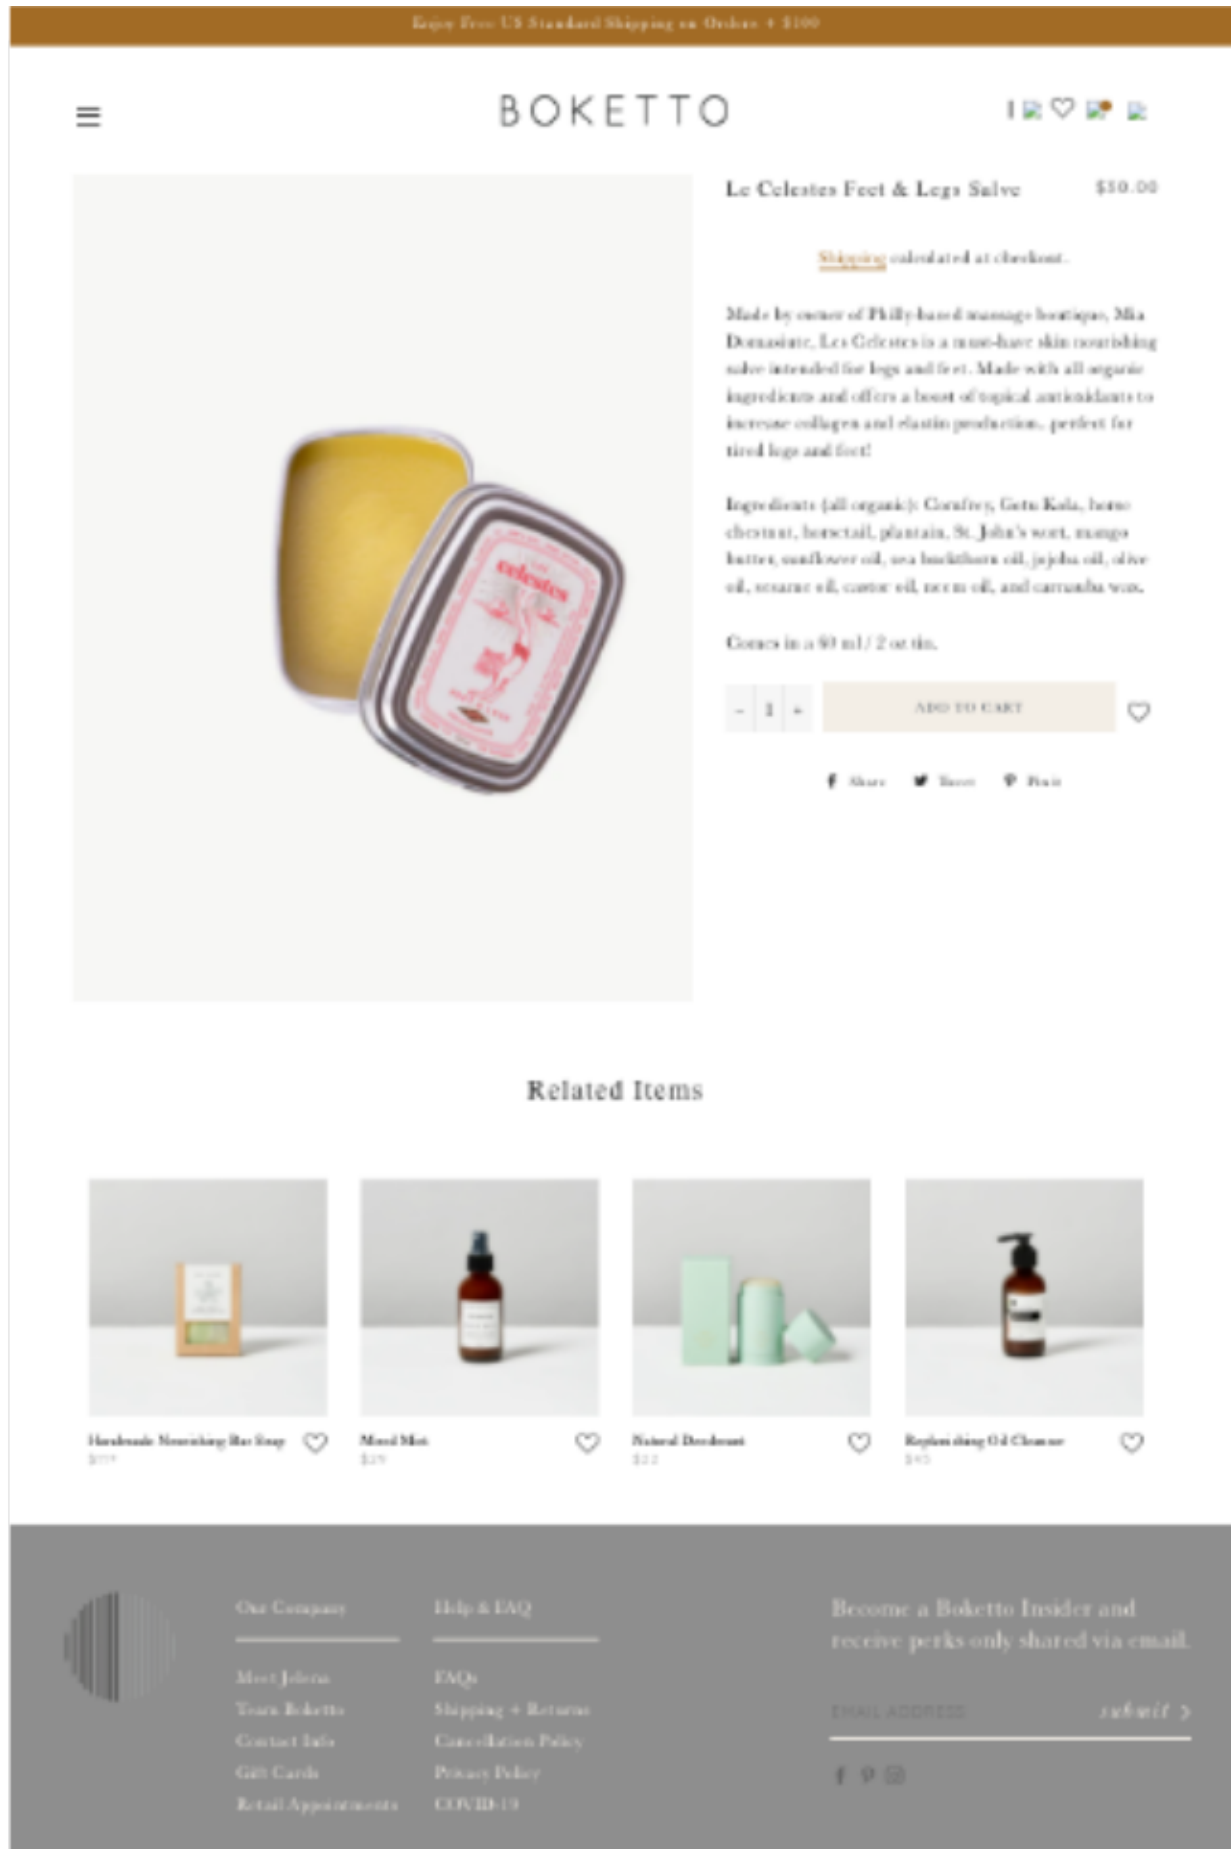 Enjoy Free US Standard Shipping on Orders + $100
BOKETTO
Le Celestes Feet & Legs Salve
$30.00
Shipping calculated at checkout.
Made by owner of Philly-based massage boutique, Mia
Les Celestes is a must-have skin nourishing
salve intended for legs and feet. Made with all organic
ingredients and offers a boost of topical antioxidants to
increase collagen and elastin production.. perfect for
tired legs and feet!
Ingredients (all organic): Comfrey, Gotu Kola, horse
chestnut, horsetail, plantain, St. John's wort, mango
butter, sunflower oil, sea buckthorn oil, jojoba oil, olive
oil, sesame oil, castor oil, neem oil, and carnauba wax.
Comes in a 60 ml / 2 oz tin.
celestes
- 1 +
ADD TO CART
Share
Tweet
Pin it
Related Items
Handmade Nourishing Bar Soap
Mood Mist
Natural Deodorant
Replenishing Oil Cleanser
$29
$22
$45
Our Company
Meet Jelena
Team Boketto
Contact Info
Gift Cards
Retail Appointments
Help & FAQ
FAQs
Shipping + Returns
Cancellation Policy
Privacy Policy
COVID-19
Become a Boketto Insider and
receive perks only shared via email.
EMAIL ADDRESS
submit >